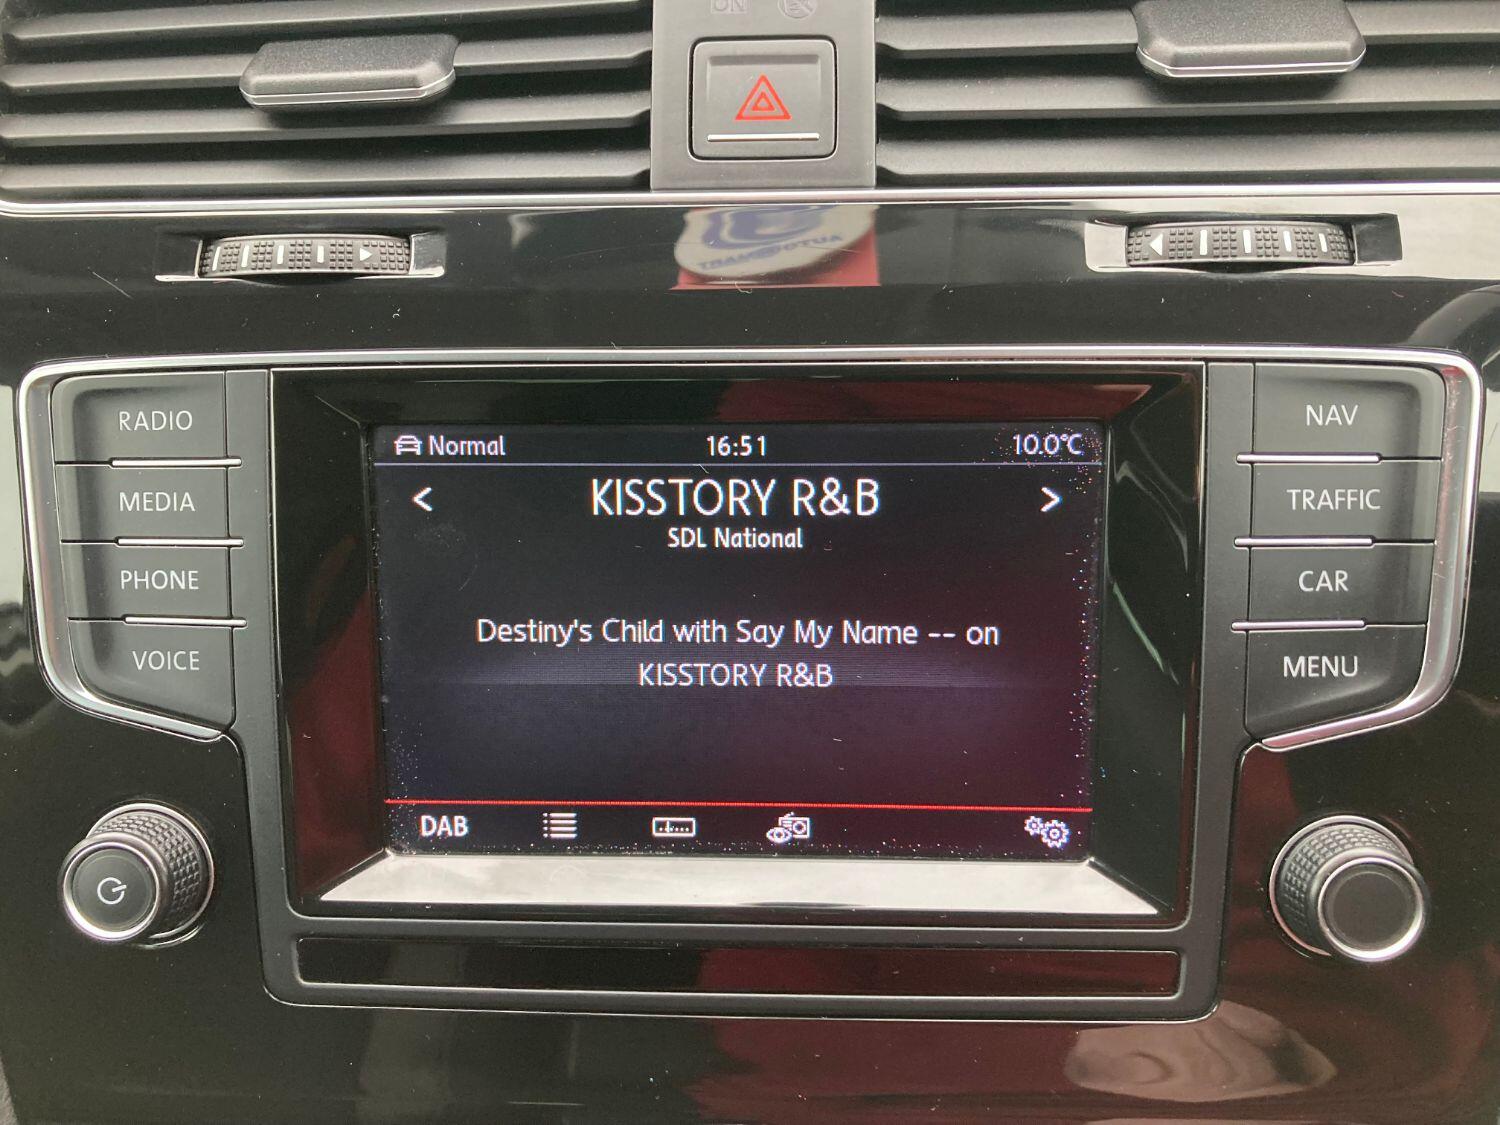 ON
RADIO
MEDIA
PHONE
VOICE
Normal 16:51 10.0°C
< KISSTORY R&B >
SDL National
Destiny's Child with Say My Name -- on
KISSTORY R&B
DAB
NAV
TRAFFIC
CAR
MENU